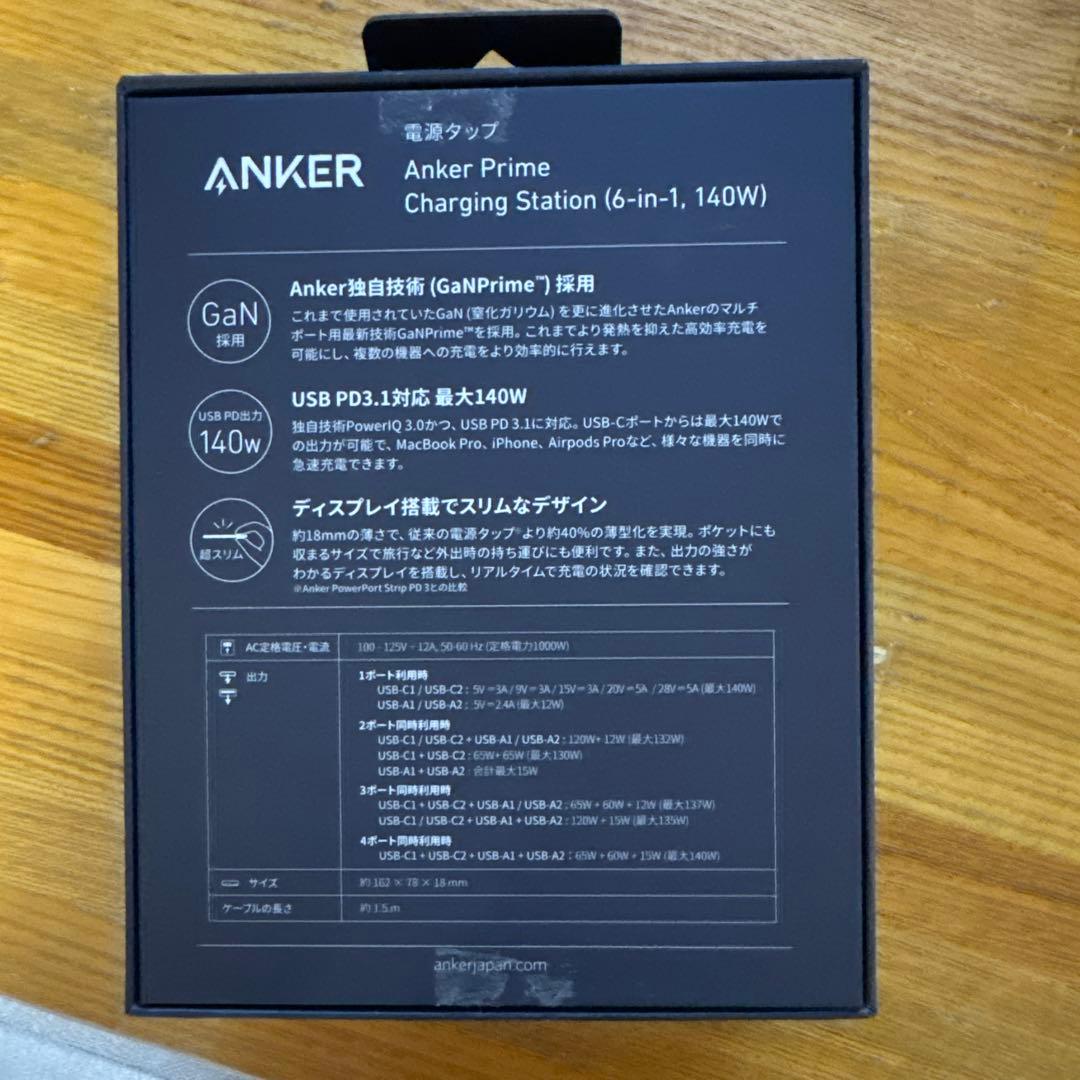 電源タップ
ANKER
Anker Prime
Charging Station (6-in-1, 140W)
GaN
採用
Anker独自技術 (GaNPrime™) 採用
これまで使用されていたGaN (窒化ガリウム) を更に進化させたAnkerのマルチ
ポート用最新技術GaNPrime™を採用。これまでより発熱を抑えた高効率充電を
可能にし、複数の機器への充電をより効率的に行えます。
USB PD出力
140w
USB PD3.1対応 最大140W
独自技術PowerIQ 3.0かつ、USB PD 3.1に対応。USB-Cポートからは最大140Wで
の出力が可能で、MacBook Pro、iPhone、Airpods Proなど、様々な機器を同時に
急速充電できます。
超スリム
ディスプレイ搭載でスリムなデザイン
約18mmの薄さで、従来の電源タップ※より約40%の薄型化を実現。ポケットにも
収まるサイズで旅行など外出時の持ち運びにも便利です。また、出力の強さが
わかるディスプレイを搭載し、リアルタイムで充電の状況を確認できます。
※Anker PowerPort Strip PD 3との比較
AC定格電圧・電流
100 - 125V ~ 12A, 50-60 Hz (定格電力1000W)
出力
1ポート利用時
USB-C1 / USB-C2 : 5V⎓3A / 9V⎓3A / 15V⎓3A / 20V⎓5A / 28V⎓5A (最大140W)
USB-A1 / USB-A2 : 5V⎓2.4A (最大12W)
2ポート同時利用時
USB-C1 / USB-C2 + USB-A1 / USB-A2 : 120W+ 12W (最大132W)
USB-C1 + USB-C2 : 65W+ 65W (最大130W)
USB-A1 + USB-A2 : 合計最大15W
3ポート同時利用時
USB-C1 + USB-C2 + USB-A1 / USB-A2 : 65W + 60W + 12W (最大137W)
USB-C1 / USB-C2 + USB-A1 + USB-A2 : 120W + 15W (最大135W)
4ポート同時利用時
USB-C1 + USB-C2 + USB-A1 + USB-A2 : 65W + 60W + 15W (最大140W)
サイズ
約 162 × 78 × 18 mm
ケーブルの長さ
約 1.5 m
ankerjapan.com